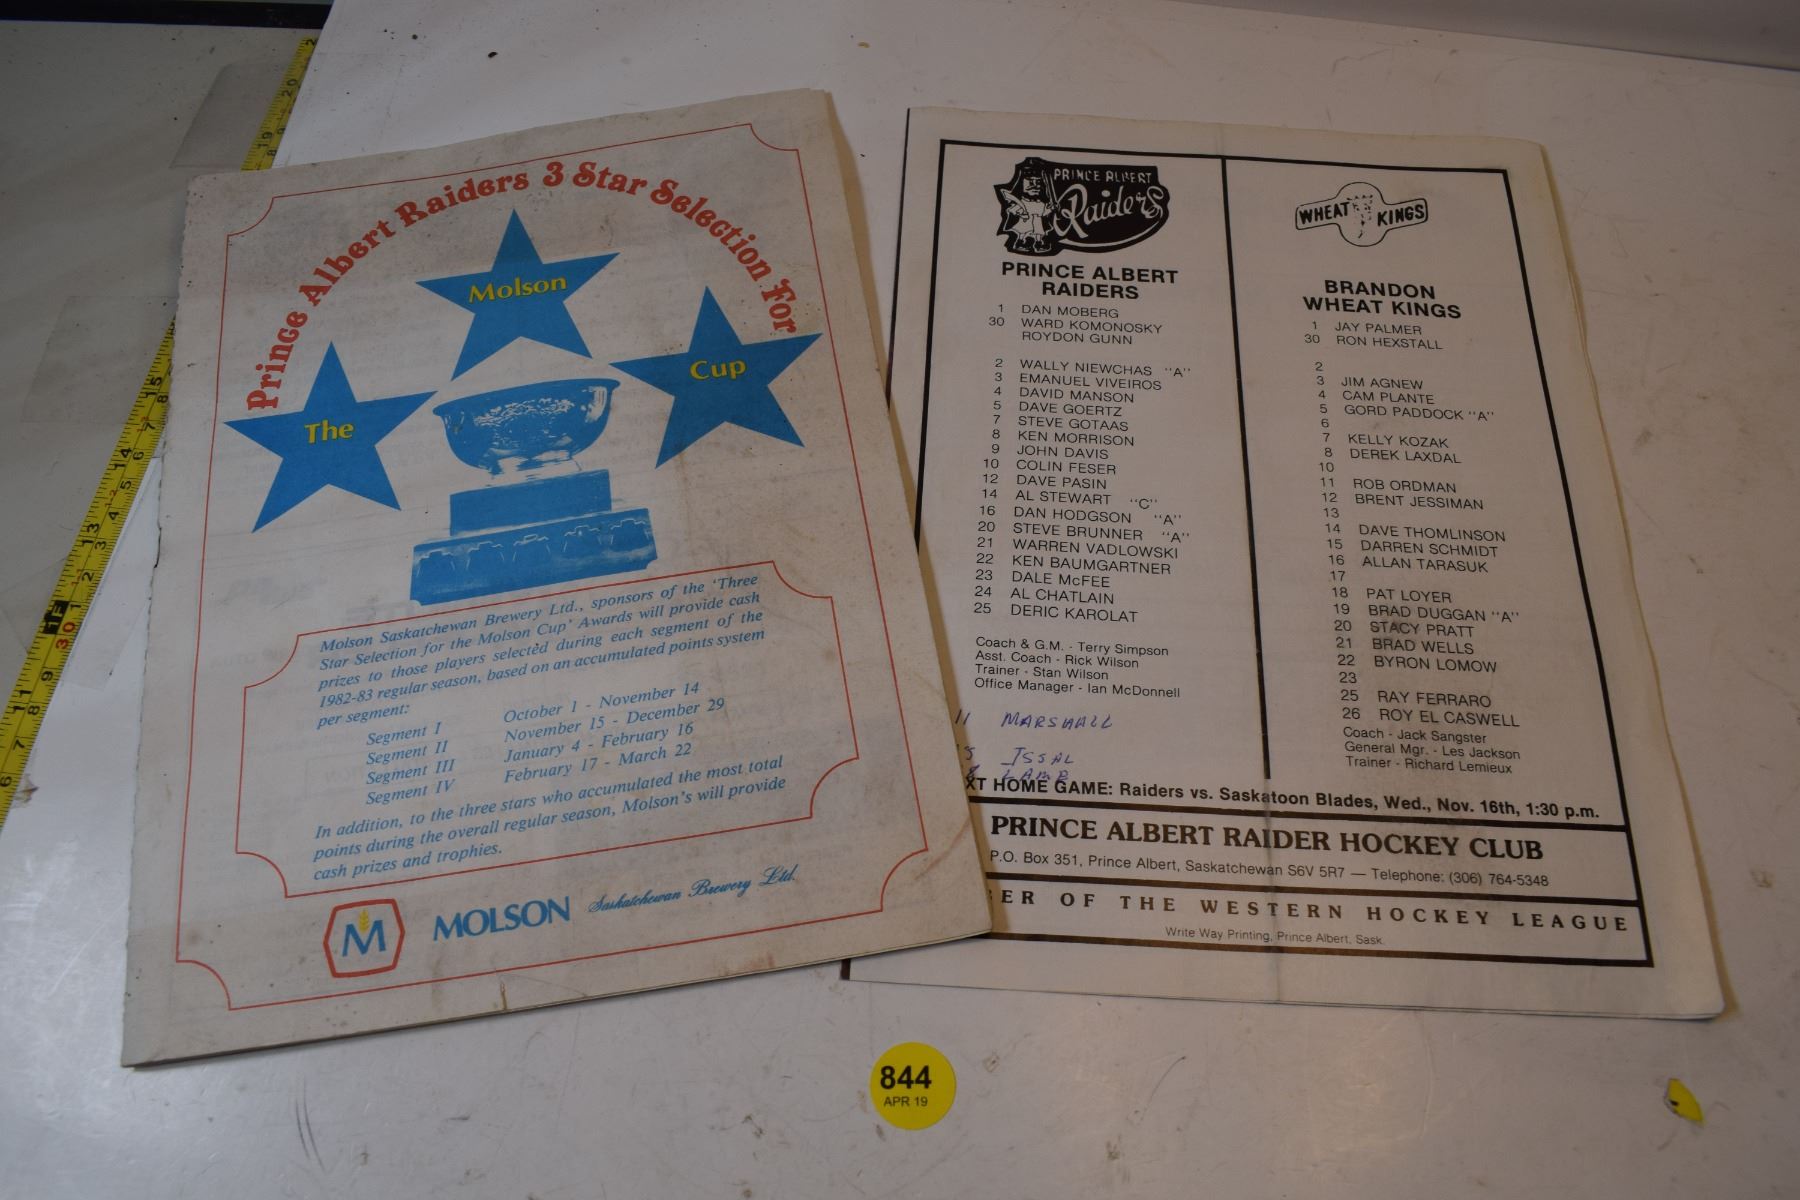 Prince Albert Raiders 3 Star Selection For
The
Molson
Cup
Molson Saskatchewan Brewery Ltd., sponsors of the 'Three
Star Selection for the Molson Cup' Awards will provide cash
prizes to those players selected during each segment of the
1982-83 regular season, based on an accumulated points system
per segment:
Segment I October 1 - November 14
Segment II November 15 - December 29
Segment III January 4 - February 16
Segment IV February 17 - March 22
In addition, to the three stars who accumulated the most total
points during the overall regular season, Molson's will provide
cash prizes and trophies.
M MOLSON Saskatchewan Brewery Ltd.
PRINCE ALBERT
Raiders
PRINCE ALBERT
RAIDERS
1 DAN MOBERG
30 WARD KOMONOSKY
ROYDON GUNN
2 WALLY NIEWCHAS "A"
3 EMANUEL VIVEIROS
4 DAVID MANSON
5 DAVE GOERTZ
7 STEVE GOTAAS
8 KEN MORRISON
9 JOHN DAVIS
10 COLIN FESER
12 DAVE PASIN
14 AL STEWART "C"
16 DAN HODGSON "A"
20 STEVE BRUNNER "A"
21 WARREN VADLOWSKI
22 KEN BAUMGARTNER
23 DALE McFEE
24 AL CHATLAIN
25 DERIC KAROLAT
Coach & G.M. - Terry Simpson
Asst. Coach - Rick Wilson
Trainer - Stan Wilson
Office Manager - Ian McDonnell
11 MARSHALL
ISSAL
LAMB
WHEAT KINGS
BRANDON
WHEAT KINGS
1 JAY PALMER
30 RON HEXSTALL
2
3 JIM AGNEW
4 CAM PLANTE
5 GORD PADDOCK "A"
6
7 KELLY KOZAK
8 DEREK LAXDAL
10
11 ROB ORDMAN
12 BRENT JESSIMAN
13
14 DAVE THOMLINSON
15 DARREN SCHMIDT
16 ALLAN TARASUK
17
18 PAT LOYER
19 BRAD DUGGAN "A"
20 STACY PRATT
21 BRAD WELLS
22 BYRON LOMOW
23
25 RAY FERRARO
26 ROY EL CASWELL
Coach - Jack Sangster
General Mgr. - Les Jackson
Trainer - Richard Lemieux
XT HOME GAME: Raiders vs. Saskatoon Blades, Wed., Nov. 16th, 1:30 p.m.
PRINCE ALBERT RAIDER HOCKEY CLUB
P.O. Box 351, Prince Albert, Saskatchewan S6V 5R7 — Telephone: (306) 764-5348
BER OF THE WESTERN HOCKEY LEAGUE
Write Way Printing, Prince Albert, Sask.
844
APR 19